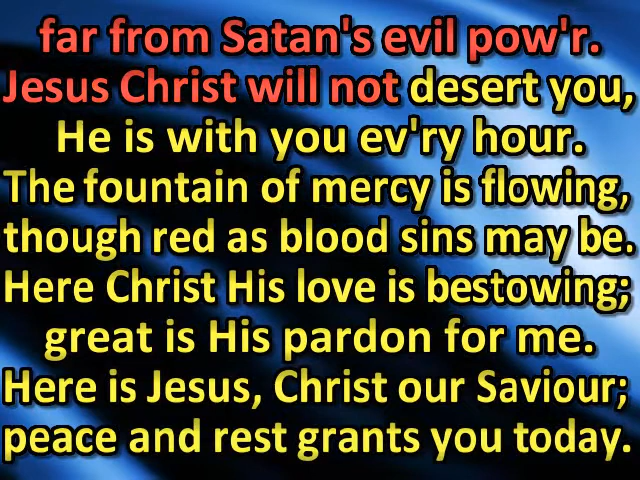 far from Satan's evil pow'r.
Jesus Christ will not desert you,
He is with you ev'ry hour.
The fountain of mercy is flowing,
though red as blood sins may be.
Here Christ His love is bestowing;
great is His pardon for me.
Here is Jesus, Christ our Saviour;
peace and rest grants you today.